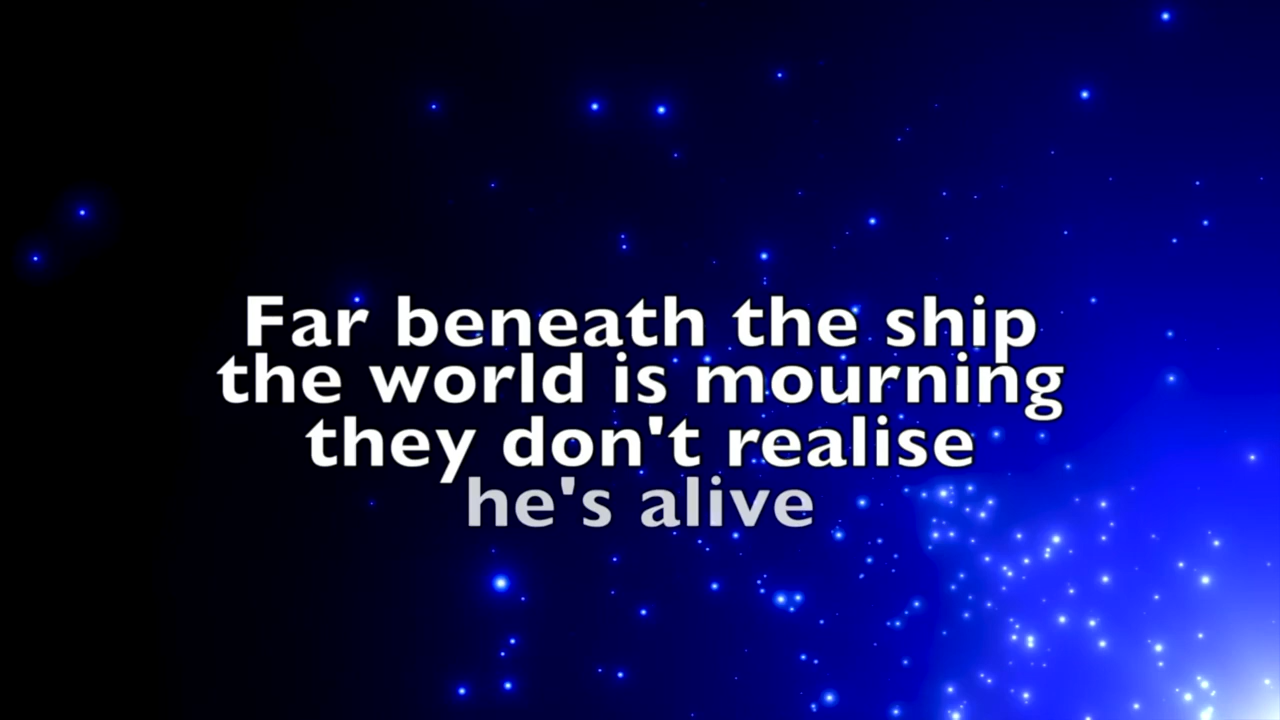 Far beneath the ship
the world is mourning
they don't realise
he's alive